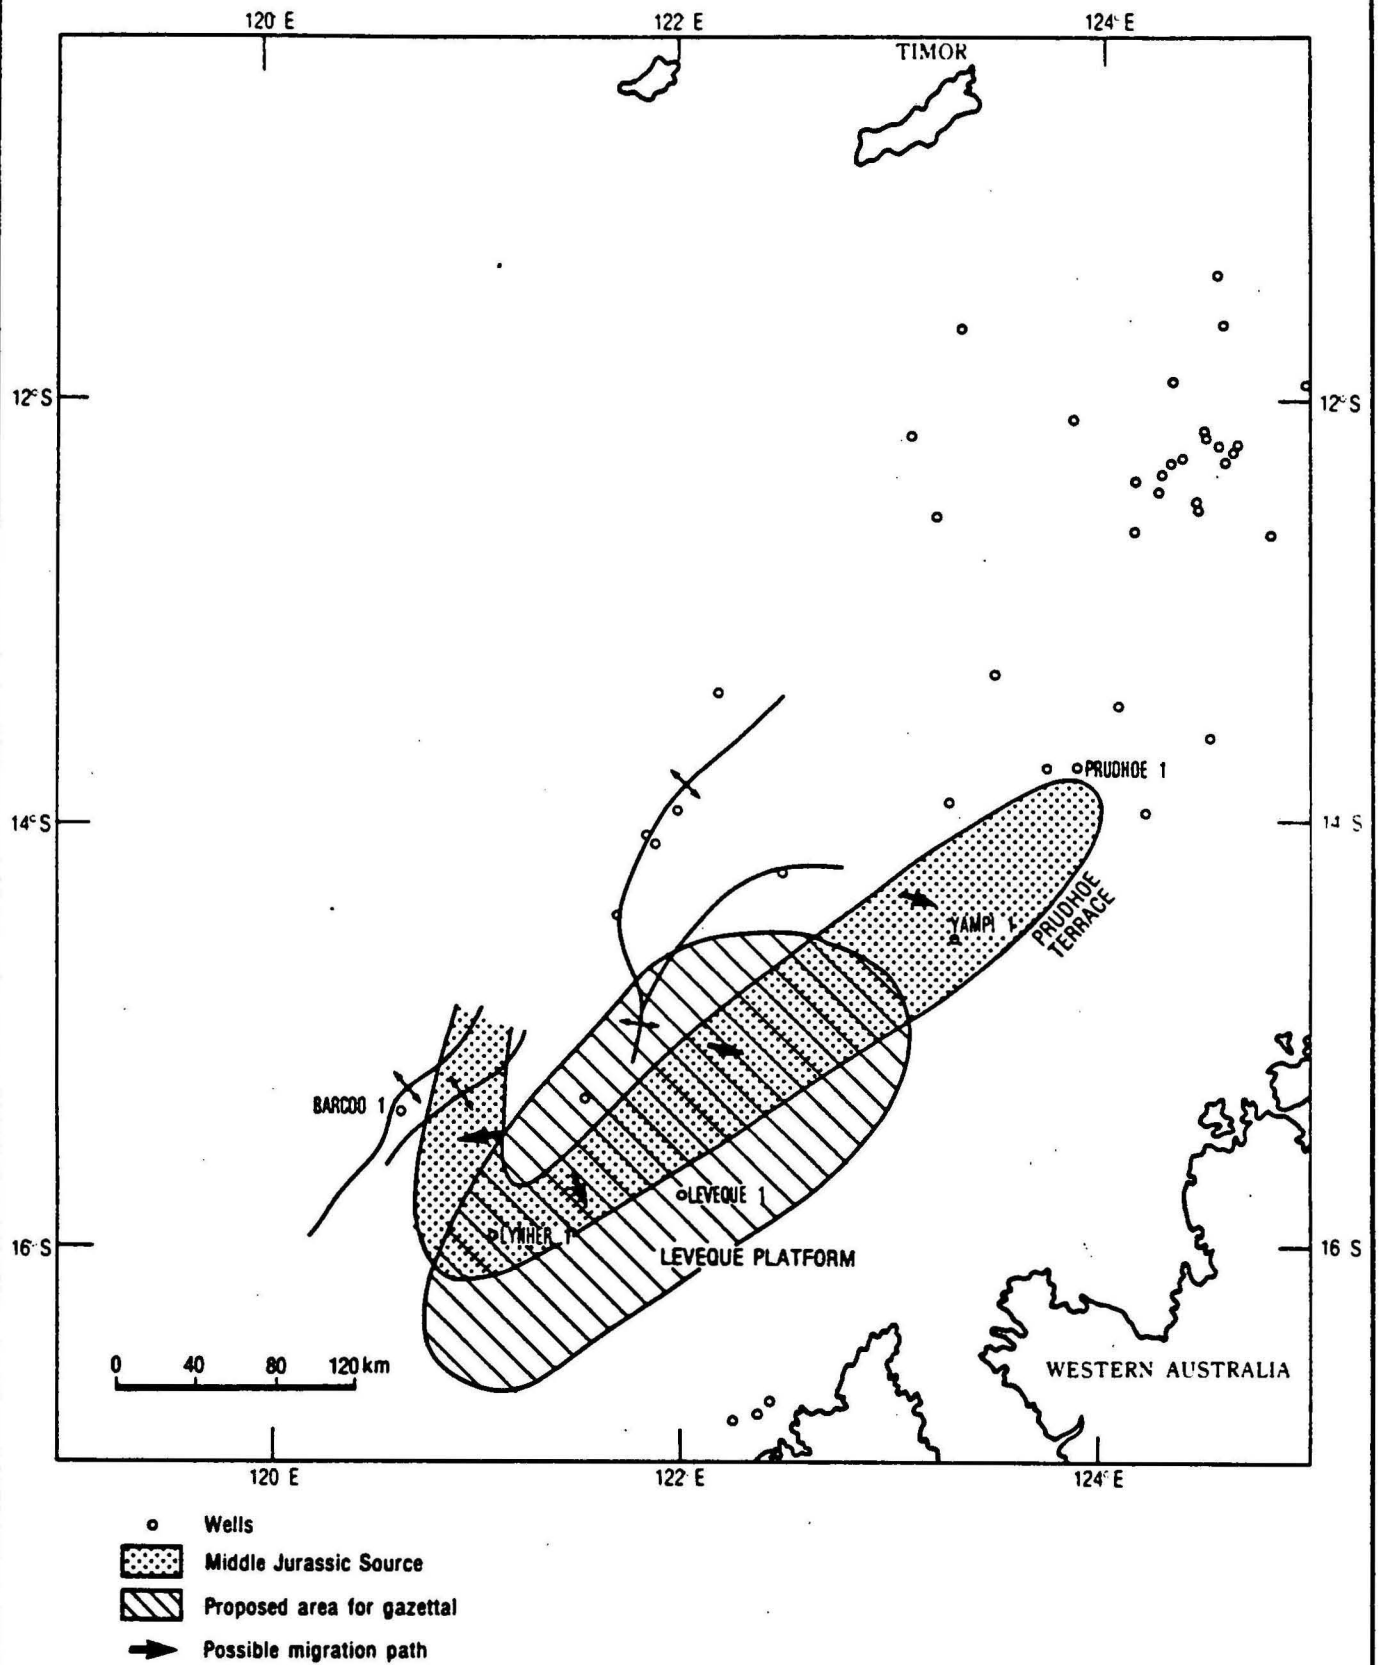 120° E 122 E 124° E
TIMOR
12°S 12°S
PRUDHOE 1
14°S 14 S
YAMPI 1
PRUDHOE
TERRACE
BARCOO 1
LEVEQUE 1
LYNHER 1
16°S 16 S
LEVEQUE PLATFORM
0 40 80 120 km
WESTERN AUSTRALIA
120 E 122°E 124°E
Wells
Middle Jurassic Source
Proposed area for gazettal
Possible migration path